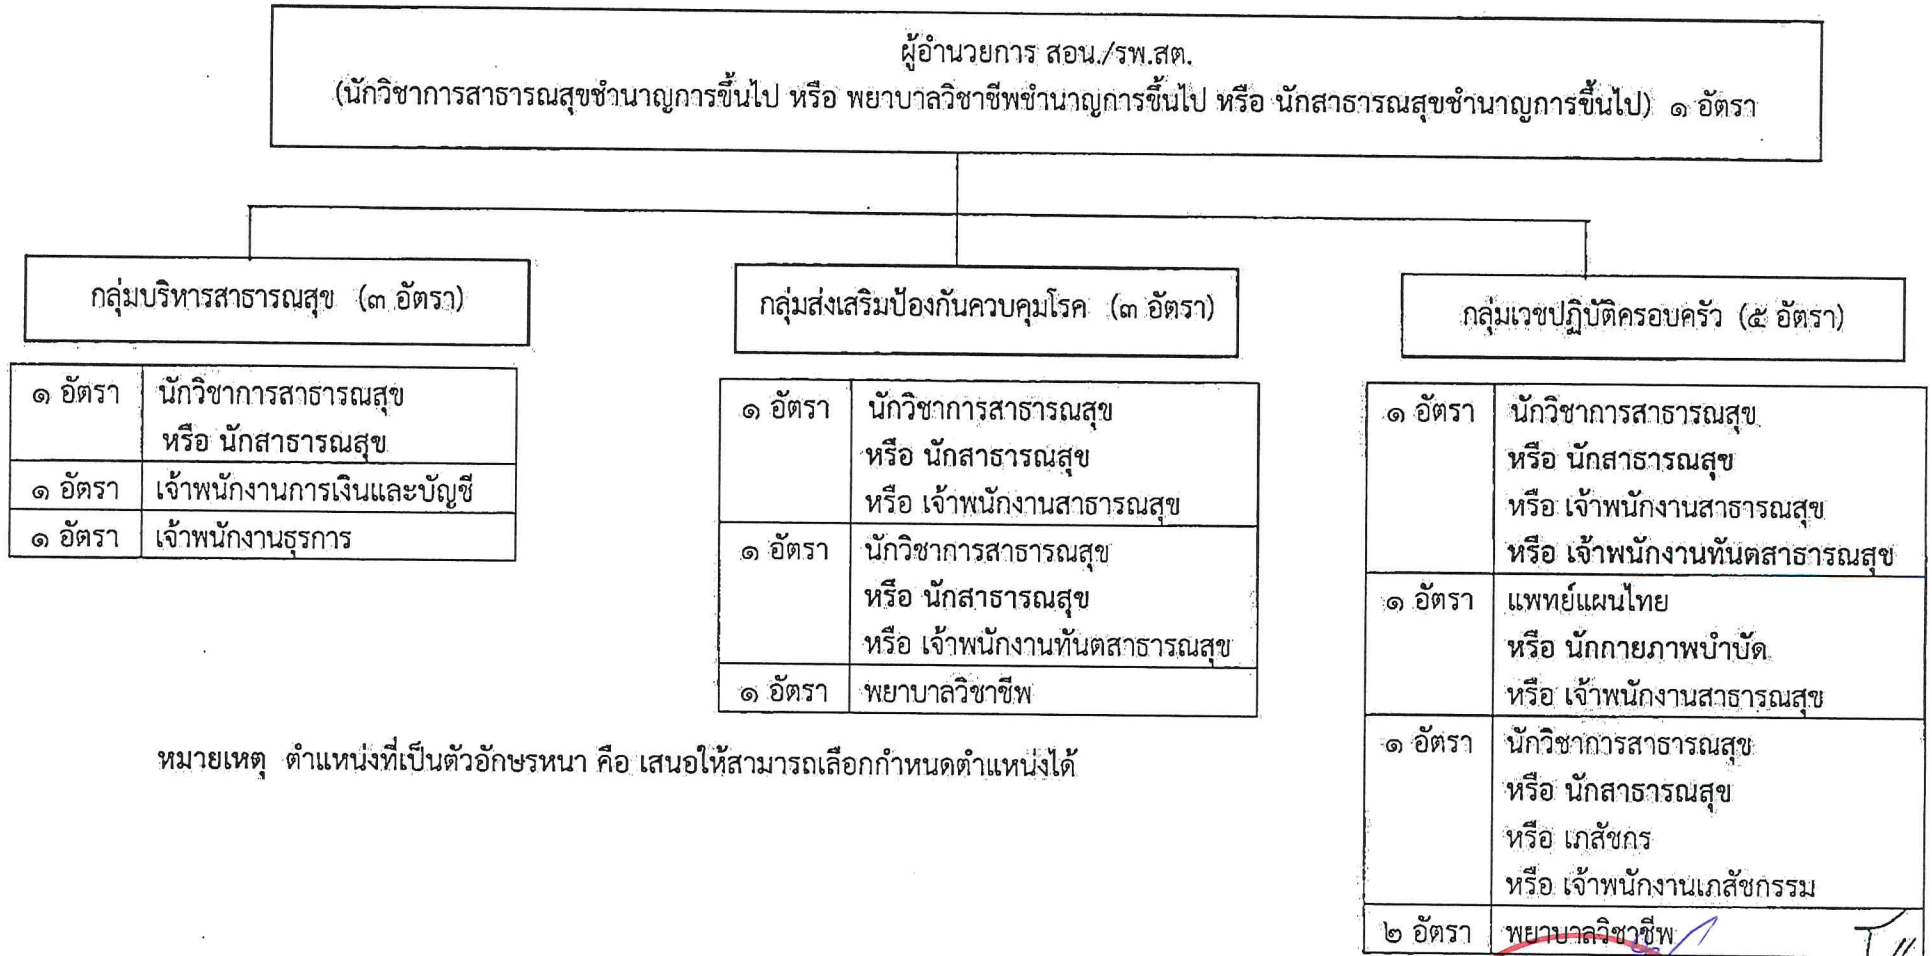 ผู้อำนวยการ สอน./รพ.สต.
(นักวิชาการสาธารณสุขชำนาญการขึ้นไป หรือ พยาบาลวิชาชีพชำนาญการขึ้นไป หรือ นักสาธารณสุขชำนาญการขึ้นไป) ๑ อัตรา
กลุ่มบริหารสาธารณสุข (๓ อัตรา)
๑ อัตรา นักวิชาการสาธารณสุข
หรือ นักสาธารณสุข
๑ อัตรา เจ้าพนักงานการเงินและบัญชี
๑ อัตรา เจ้าพนักงานธุรการ
กลุ่มส่งเสริมป้องกันควบคุมโรค (๓ อัตรา)
๑ อัตรา นักวิชาการสาธารณสุข
หรือ นักสาธารณสุข
หรือ เจ้าพนักงานสาธารณสุข
๑ อัตรา นักวิชาการสาธารณสุข
หรือ นักสาธารณสุข
หรือ เจ้าพนักงานทันตสาธารณสุข
๑ อัตรา พยาบาลวิชาชีพ
กลุ่มเวชปฏิบัติครอบครัว (๕ อัตรา)
๑ อัตรา นักวิชาการสาธารณสุข
หรือ นักสาธารณสุข
หรือ เจ้าพนักงานสาธารณสุข
หรือ เจ้าพนักงานทันตสาธารณสุข
๑ อัตรา แพทย์แผนไทย
หรือ นักกายภาพบำบัด
หรือ เจ้าพนักงานสาธารณสุข
๑ อัตรา นักวิชาการสาธารณสุข
หรือ นักสาธารณสุข
หรือ เภสัชกร
หรือ เจ้าพนักงานเภสัชกรรม
๒ อัตรา พยาบาลวิชาชีพ
หมายเหตุ ตำแหน่งที่เป็นตัวอักษรหนา คือ เสนอให้สามารถเลือกกำหนดตำแหน่งได้